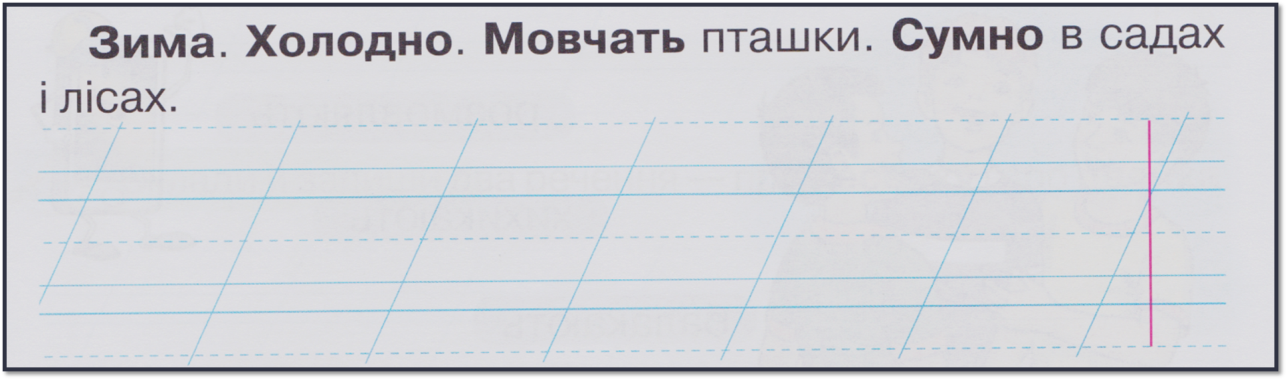 Зима. Холодно. Мовчать пташки. Сумно в садах
і лісах.